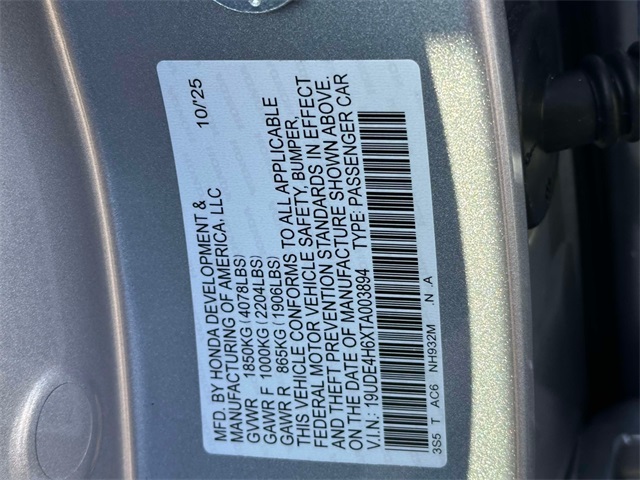 MFD. BY HONDA DEVELOPMENT & 10/'25
MANUFACTURING OF AMERICA, LLC
GVWR 1850KG (4078LBS)
GAWR F 1000KG (2204LBS)
GAWR R 865KG (1906LBS)
THIS VEHICLE CONFORMS TO ALL APPLICABLE
FEDERAL MOTOR VEHICLE SAFETY, BUMPER,
AND THEFT PREVENTION STANDARDS IN EFFECT
ON THE DATE OF MANUFACTURE SHOWN ABOVE.
V.I.N.: 19UDE4H6XTA003894 TYPE: PASSENGER CAR
3S5 T AC6 NH932M .N .A